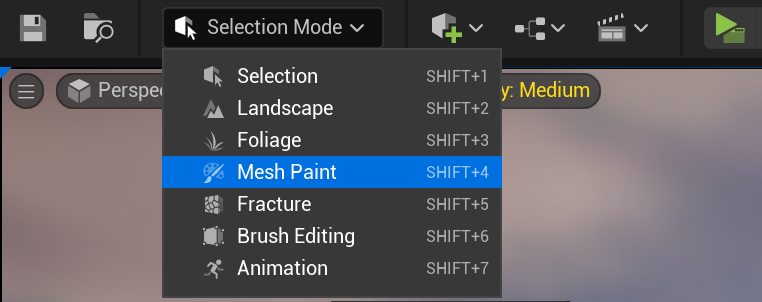 Selection Mode
Selection SHIFT+1
Landscape SHIFT+2
Foliage SHIFT+3
Mesh Paint SHIFT+4
Fracture SHIFT+5
Brush Editing SHIFT+6
Animation SHIFT+7
Medium